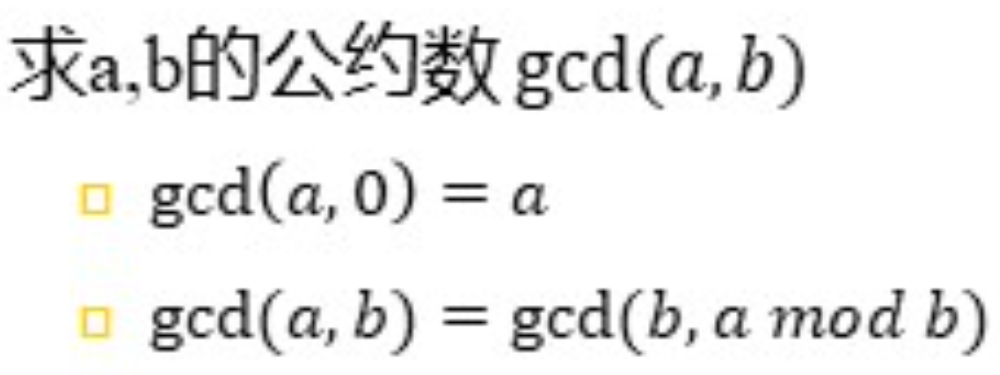 求a,b的公约数 gcd(a, b)
gcd(a, 0) = a
gcd(a, b) = gcd(b, a mod b)